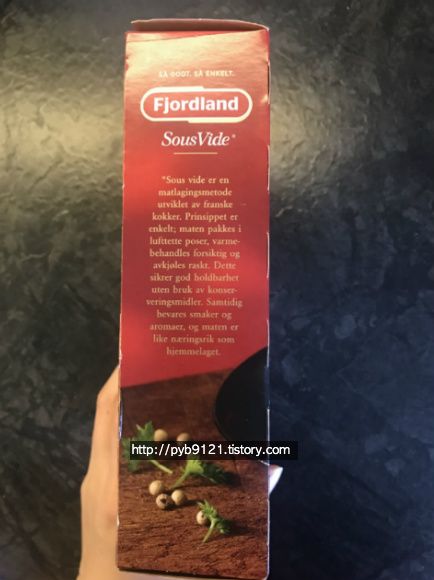 SÅ GODT. SÅ ENKELT.
Fjordland
SousVide®
"Sous vide er en
matlagingsmetode
utviklet av franske
kokker. Prinsippet er
enkelt; maten pakkes i
lufttette poser, varme-
behandles forsiktig og
avkjøles raskt. Dette
sikrer god holdbarhet
uten bruk av konser-
veringsmidler. Samtidig
bevares smaker og
aromaer, og maten er
like næringsrik som
hjemmelaget.
http://pyb9121.tistory.com